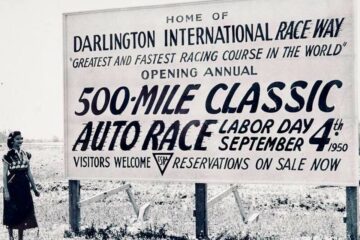 HOME OF
DARLINGTON INTERNATIONAL RACE WAY
"GREATEST AND FASTEST RACING COURSE IN THE WORLD"
OPENING ANNUAL
500-MILE CLASSIC
AUTO RACE LABOR DAY SEPTEMBER 4th 1950
VISITORS WELCOME RESERVATIONS ON SALE NOW